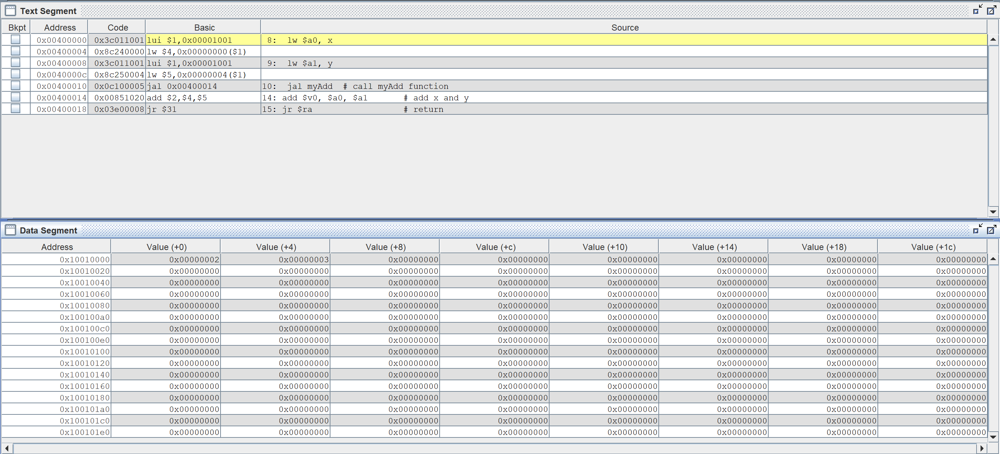 Text Segment
Bkpt Address Code Basic Source
0x00400000 0x3c011001 lui $1,0x00001001 8: lw $a0, x
0x00400004 0x8c240000 lw $4,0x00000000($1)
0x00400008 0x3c011001 lui $1,0x00001001 9: lw $a1, y
0x0040000c 0x8c250004 lw $5,0x00000004($1)
0x00400010 0x0c100005 jal 0x00400014 10: jal myAdd # call myAdd function
0x00400014 0x00851020 add $2,$4,$5 14: add $v0, $a0, $a1 # add x and y
0x00400018 0x03e00008 jr $31 15: jr $ra # return
Data Segment
Address Value (+0) Value (+4) Value (+8) Value (+c) Value (+10) Value (+14) Value (+18) Value (+1c)
0x10010000 0x00000002 0x00000003 0x00000000 0x00000000 0x00000000 0x00000000 0x00000000 0x00000000
0x10010020 0x00000000 0x00000000 0x00000000 0x00000000 0x00000000 0x00000000 0x00000000 0x00000000
0x10010040 0x00000000 0x00000000 0x00000000 0x00000000 0x00000000 0x00000000 0x00000000 0x00000000
0x10010060 0x00000000 0x00000000 0x00000000 0x00000000 0x00000000 0x00000000 0x00000000 0x00000000
0x10010080 0x00000000 0x00000000 0x00000000 0x00000000 0x00000000 0x00000000 0x00000000 0x00000000
0x100100a0 0x00000000 0x00000000 0x00000000 0x00000000 0x00000000 0x00000000 0x00000000 0x00000000
0x100100c0 0x00000000 0x00000000 0x00000000 0x00000000 0x00000000 0x00000000 0x00000000 0x00000000
0x100100e0 0x00000000 0x00000000 0x00000000 0x00000000 0x00000000 0x00000000 0x00000000 0x00000000
0x10010100 0x00000000 0x00000000 0x00000000 0x00000000 0x00000000 0x00000000 0x00000000 0x00000000
0x10010120 0x00000000 0x00000000 0x00000000 0x00000000 0x00000000 0x00000000 0x00000000 0x00000000
0x10010140 0x00000000 0x00000000 0x00000000 0x00000000 0x00000000 0x00000000 0x00000000 0x00000000
0x10010160 0x00000000 0x00000000 0x00000000 0x00000000 0x00000000 0x00000000 0x00000000 0x00000000
0x10010180 0x00000000 0x00000000 0x00000000 0x00000000 0x00000000 0x00000000 0x00000000 0x00000000
0x100101a0 0x00000000 0x00000000 0x00000000 0x00000000 0x00000000 0x00000000 0x00000000 0x00000000
0x100101c0 0x00000000 0x00000000 0x00000000 0x00000000 0x00000000 0x00000000 0x00000000 0x00000000
0x100101e0 0x00000000 0x00000000 0x00000000 0x00000000 0x00000000 0x00000000 0x00000000 0x00000000